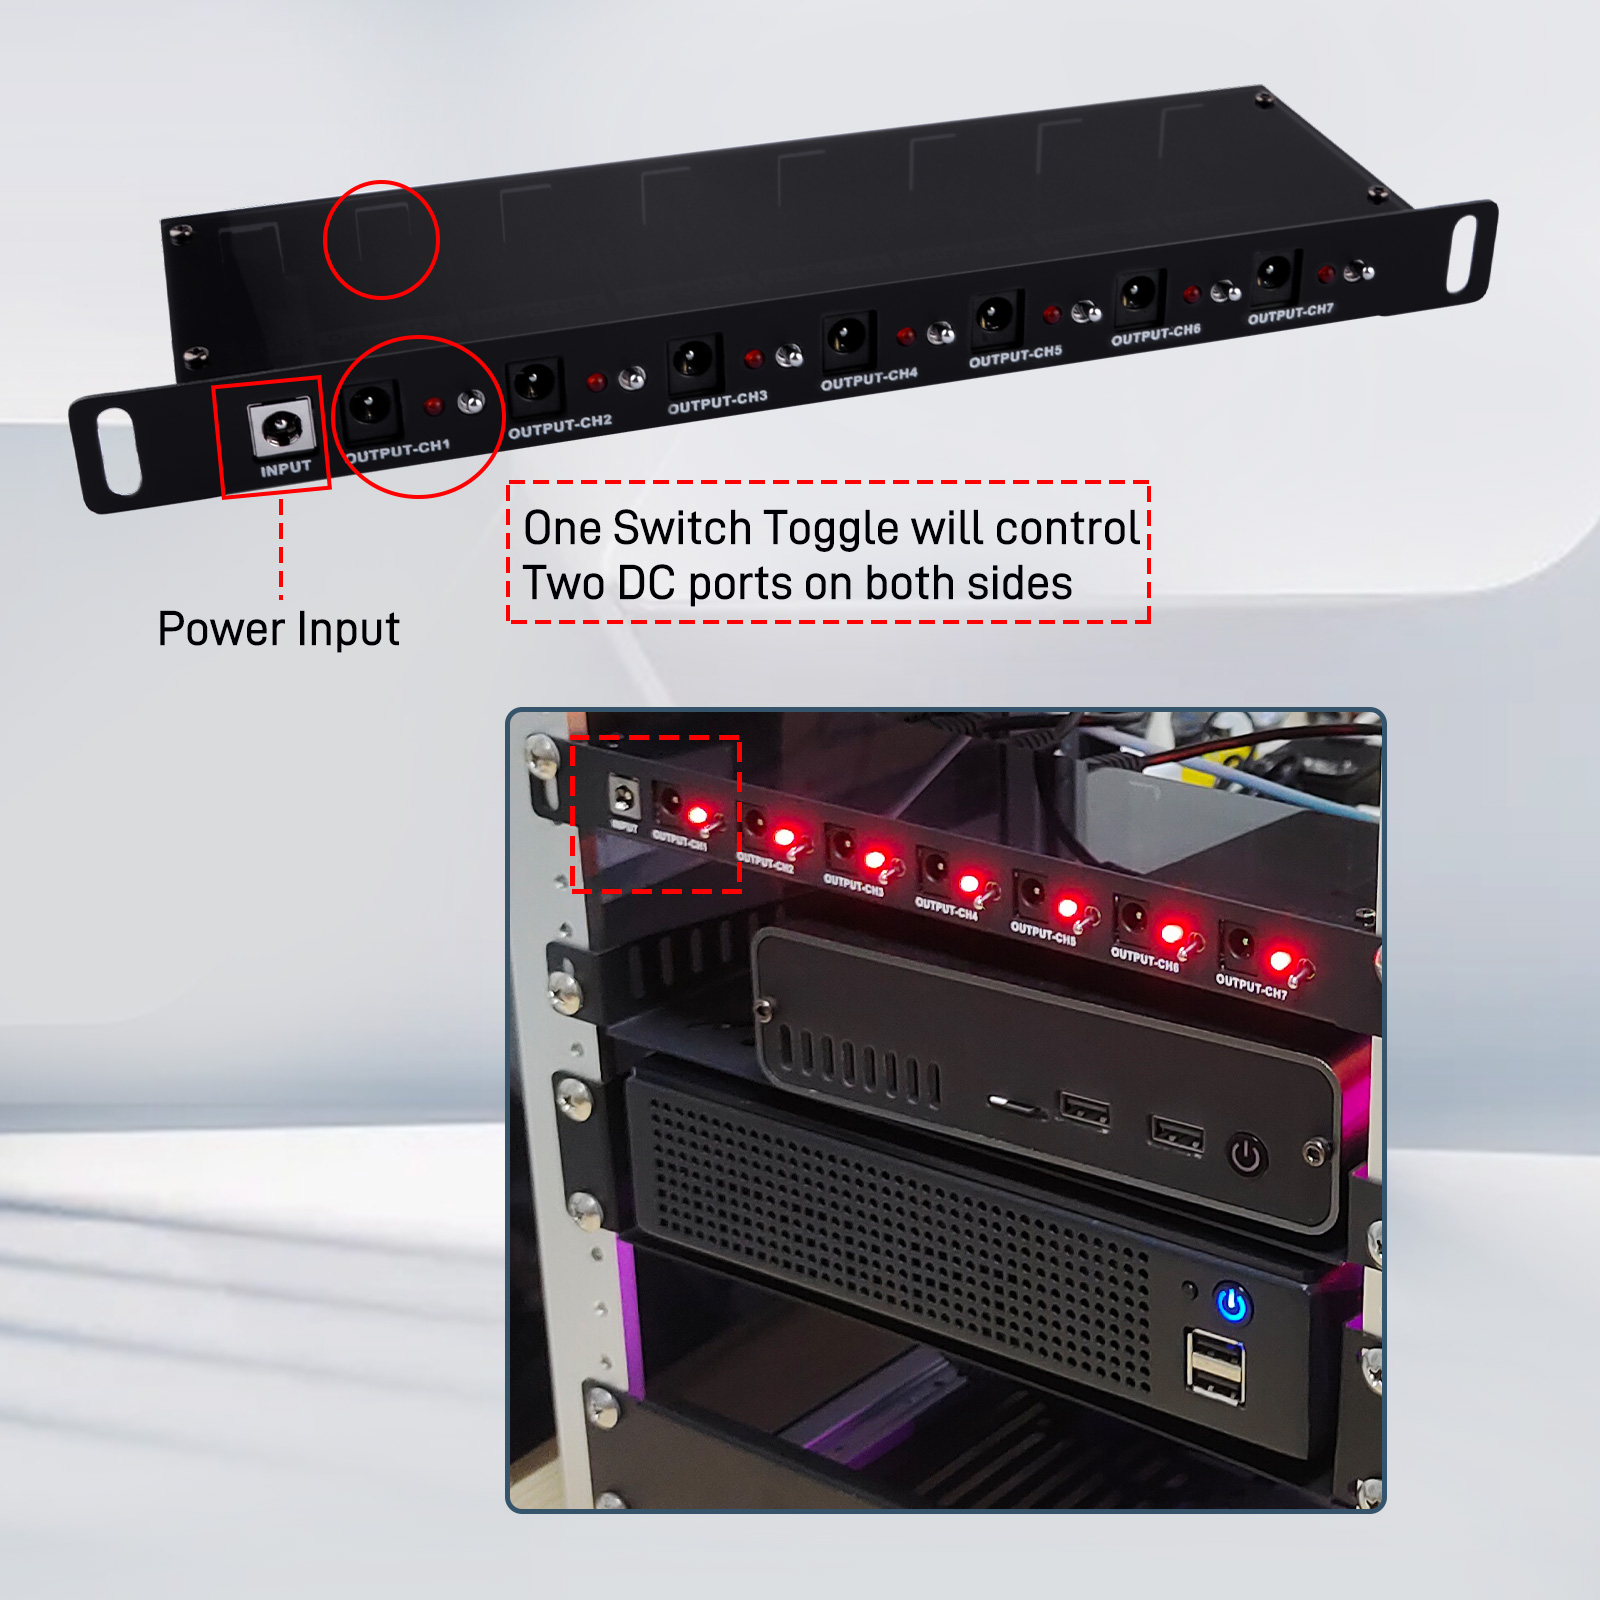 INPUT
OUTPUT-CH1
OUTPUT-CH2
OUTPUT-CH3
OUTPUT-CH4
OUTPUT-CH5
OUTPUT-CH6
OUTPUT-CH7
One Switch Toggle will control
Two DC ports on both sides
Power Input
INPUT
OUTPUT-CH1
OUTPUT-CH2
OUTPUT-CH3
OUTPUT-CH4
OUTPUT-CH5
OUTPUT-CH6
OUTPUT-CH7